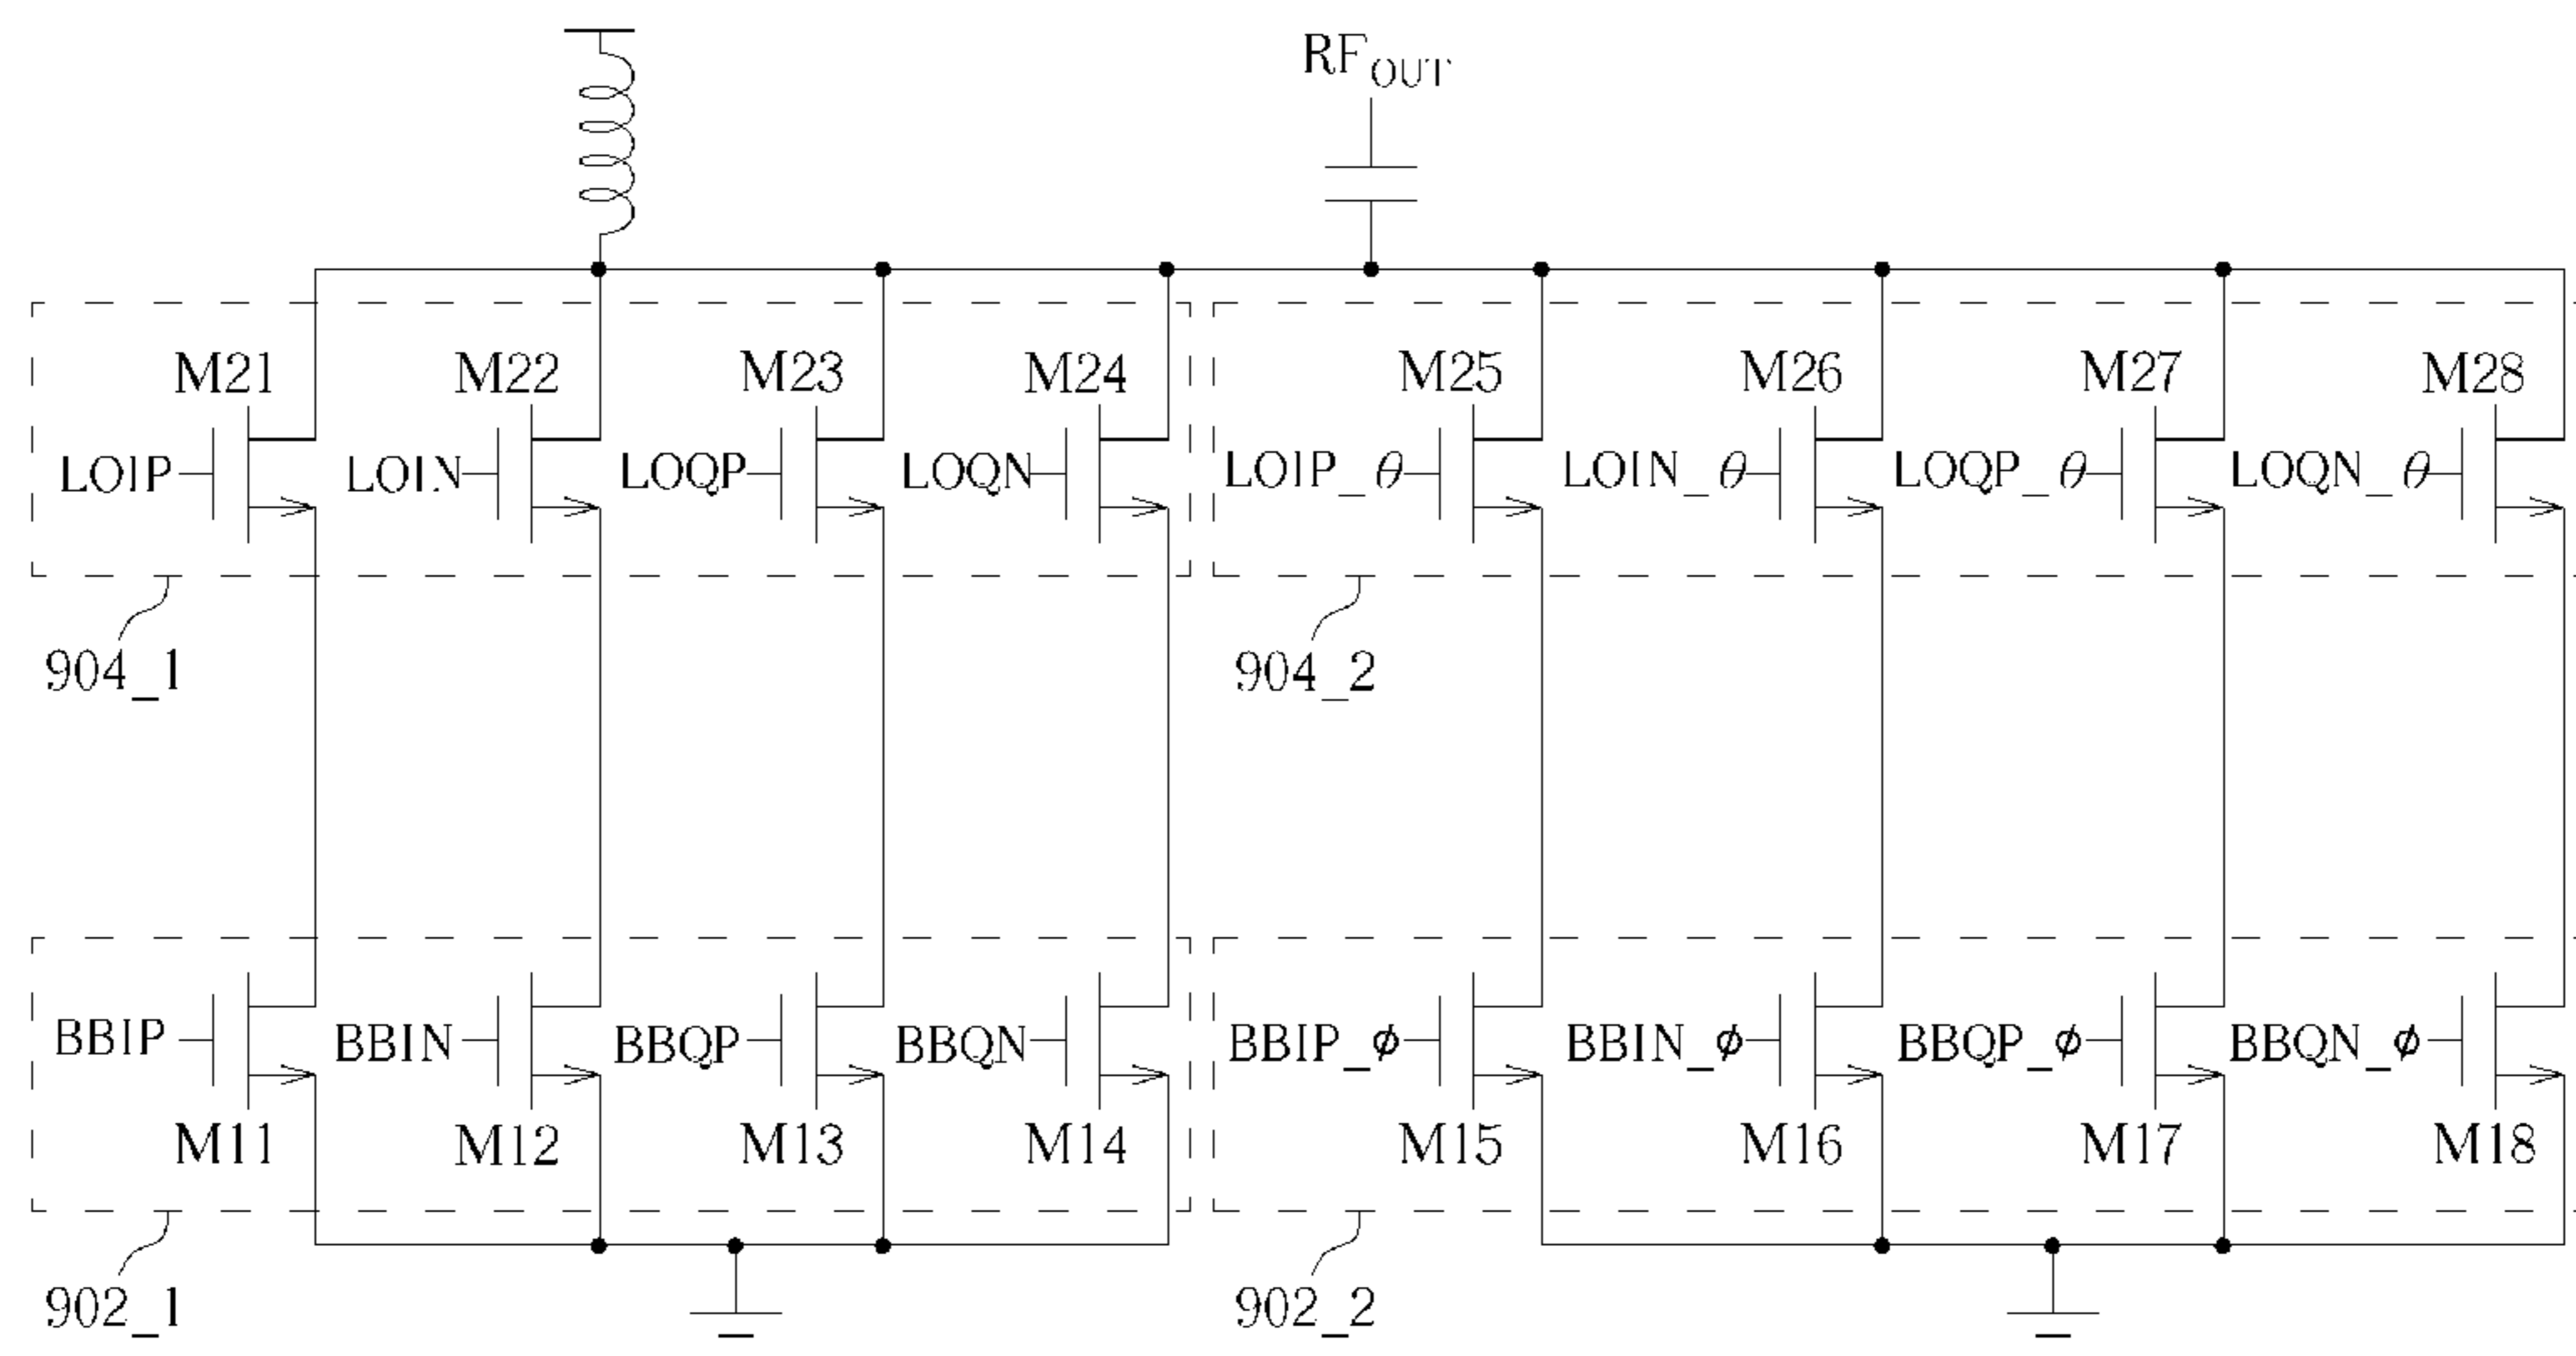 RF_OUT
M21 M22 M23 M24 M25 M26 M27 M28
LOIP LOIN LOQP LOQN LOIP_θ LOIN_θ LOQP_θ LOQN_θ
904_1 904_2
BBIP BBIN BBQP BBQN BBIP_ϕ BBIN_ϕ BBQP_ϕ BBQN_ϕ
M11 M12 M13 M14 M15 M16 M17 M18
902_1 902_2